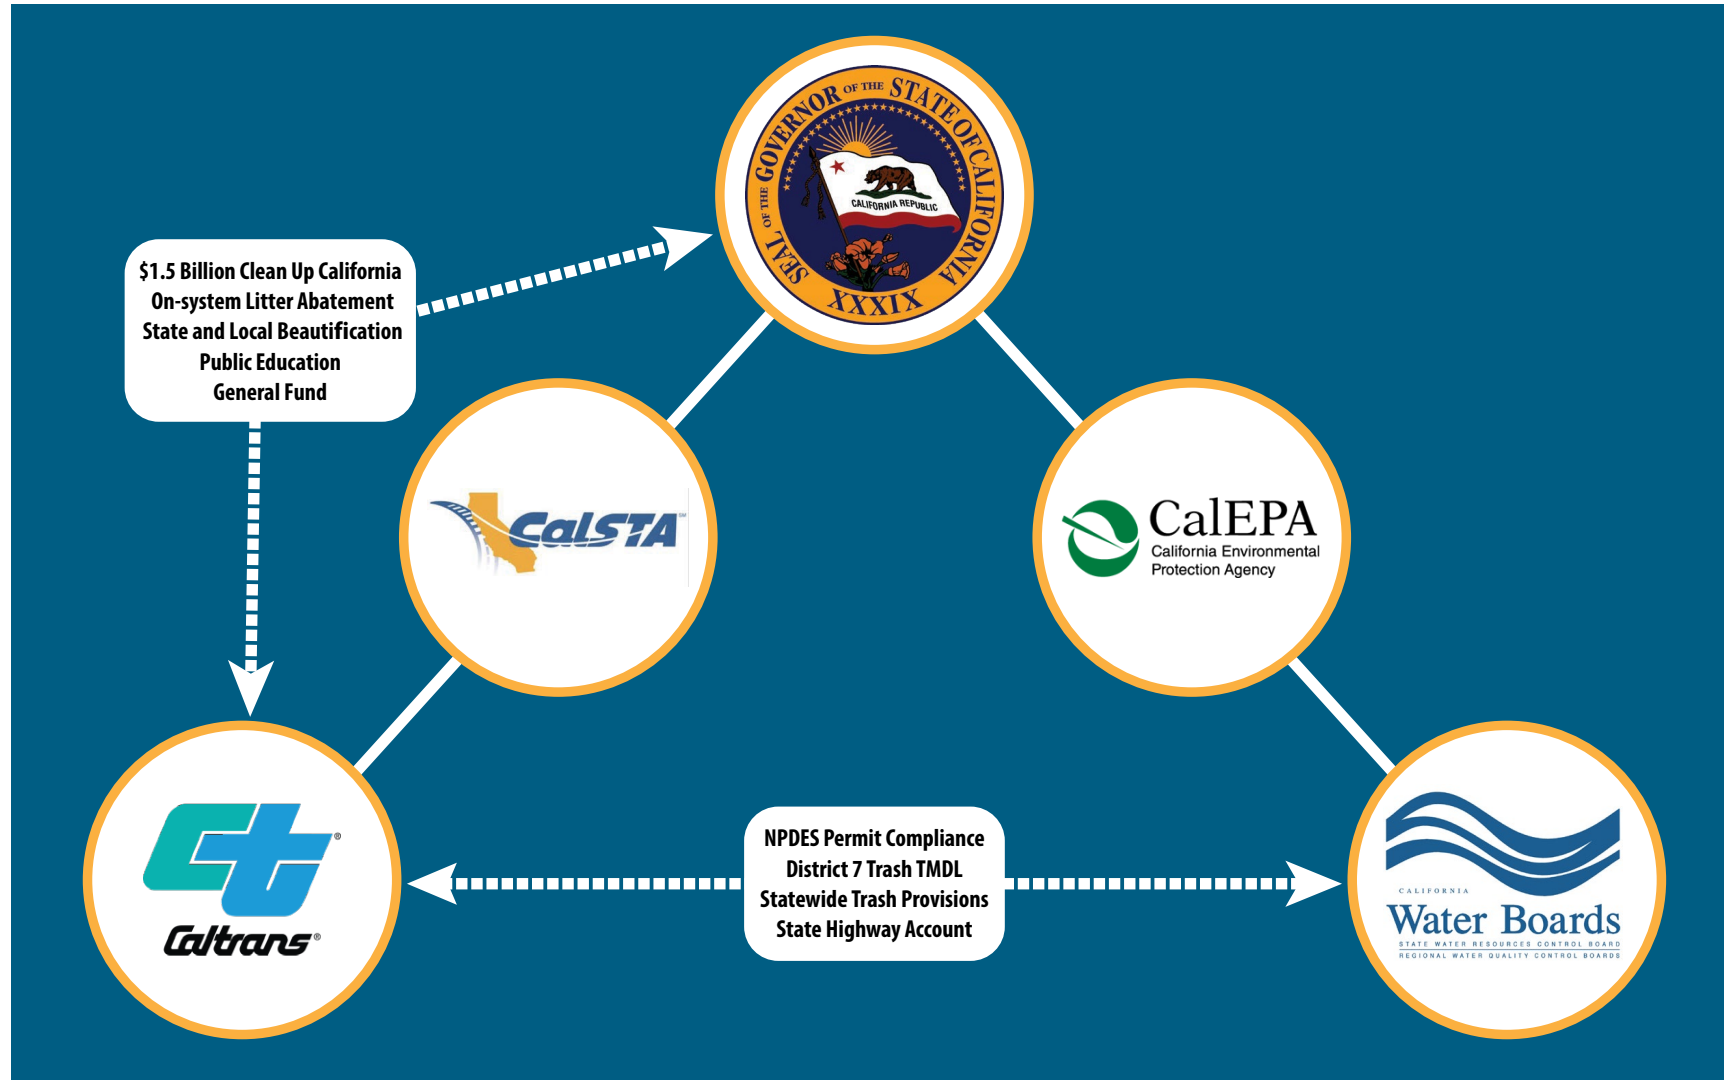 SEAL OF THE GOVERNOR OF THE STATE OF CALIFORNIA
CALIFORNIA REPUBLIC
XXXIX
$1.5 Billion Clean Up California
On-system Litter Abatement
State and Local Beautification
Public Education
General Fund
CalSTA SM
CalEPA
California Environmental
Protection Agency
ct ®
Caltrans®
NPDES Permit Compliance
District 7 Trash TMDL
Statewide Trash Provisions
State Highway Account
CALIFORNIA
Water Boards
STATE WATER RESOURCES CONTROL BOARD
REGIONAL WATER QUALITY CONTROL BOARDS